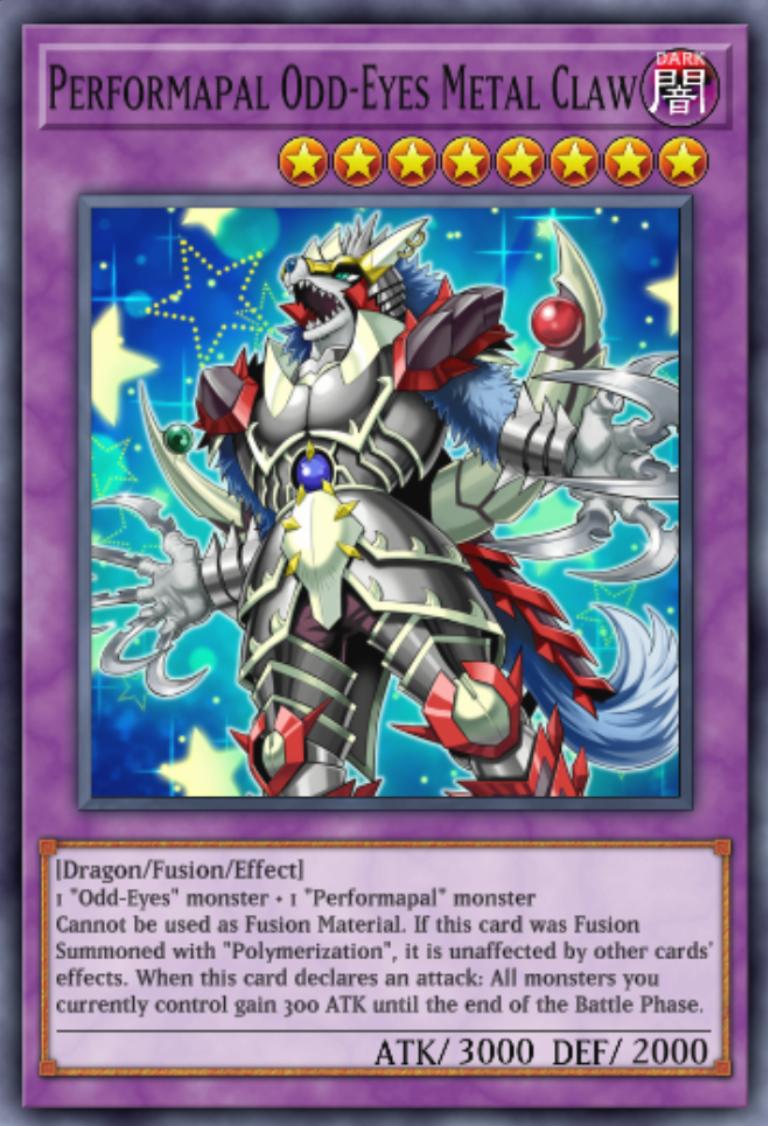 PERFORMAPAL ODD-EYES METAL CLAW
DARK
闇
[Dragon/Fusion/Effect]
1 "Odd-Eyes" monster + 1 "Performapal" monster
Cannot be used as Fusion Material. If this card was Fusion
Summoned with "Polymerization", it is unaffected by other cards'
effects. When this card declares an attack: All monsters you
currently control gain 300 ATK until the end of the Battle Phase.
ATK/ 3000 DEF/ 2000